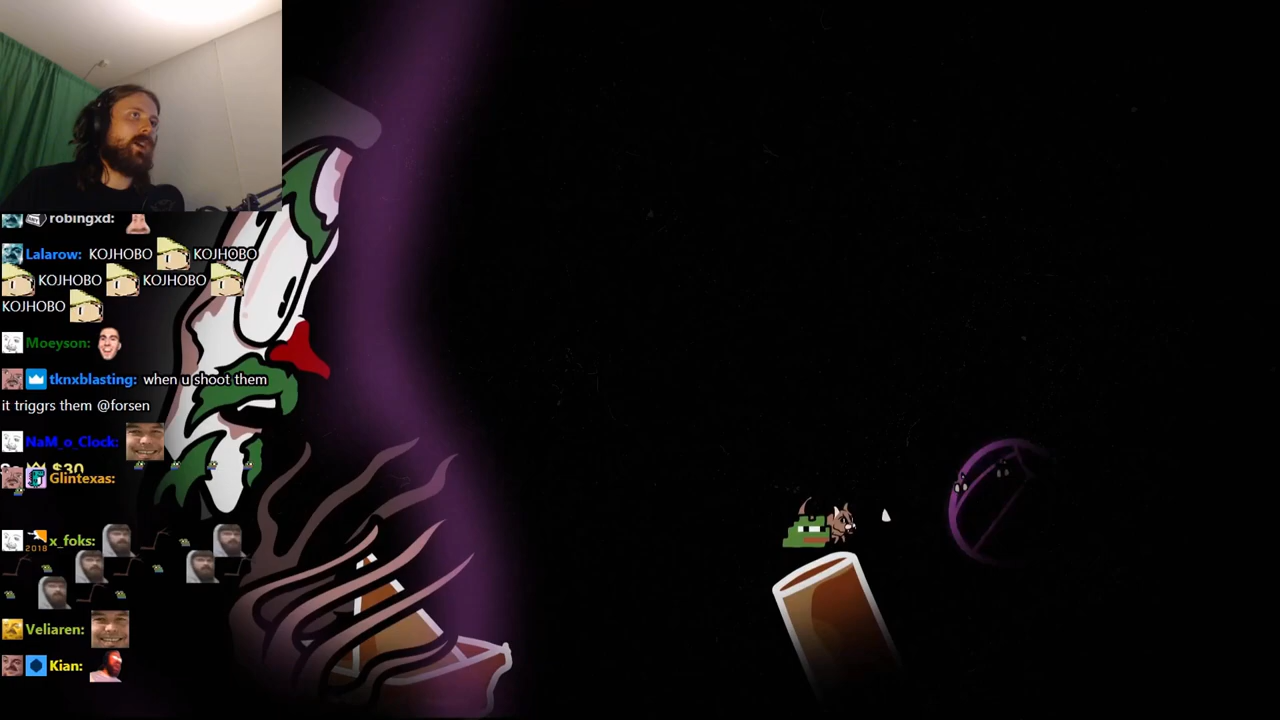 robingxd:
Lalarow: KOJHOBO KOJHOBO
KOJHOBO KOJHOBO
KOJHOBO
Moeyson:
tknxblasting: when u shoot them
it triggrs them @forsen
NaM_o_Clock:
$30
Glintexas:
2018 x_foks:
Veliaren:
Kian: